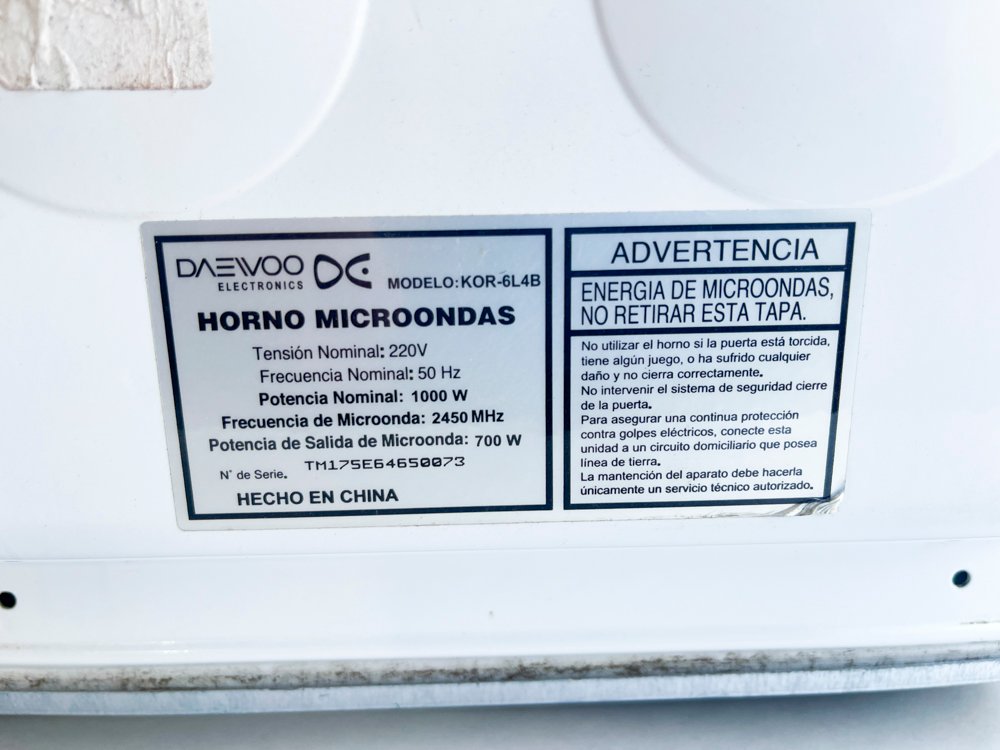 DAEWOO
ELECTRONICS
MODELO:KOR-6L4B
HORNO MICROONDAS
Tensión Nominal: 220V
Frecuencia Nominal: 50 Hz
Potencia Nominal: 1000 W
Frecuencia de Microonda: 2450 MHz
Potencia de Salida de Microonda: 700 W
N° de Serie. TM175E64650073
HECHO EN CHINA
ADVERTENCIA
ENERGIA DE MICROONDAS,
NO RETIRAR ESTA TAPA.
No utilizar el horno si la puerta está torcida,
tiene algún juego, o ha sufrido cualquier
daño y no cierra correctamente.
No intervenir el sistema de seguridad cierre
de la puerta.
Para asegurar una continua protección
contra golpes eléctricos, conecte esta
unidad a un circuito domiciliario que posea
línea de tierra.
La mantención del aparato debe hacerla
únicamente un servicio técnico autorizado.